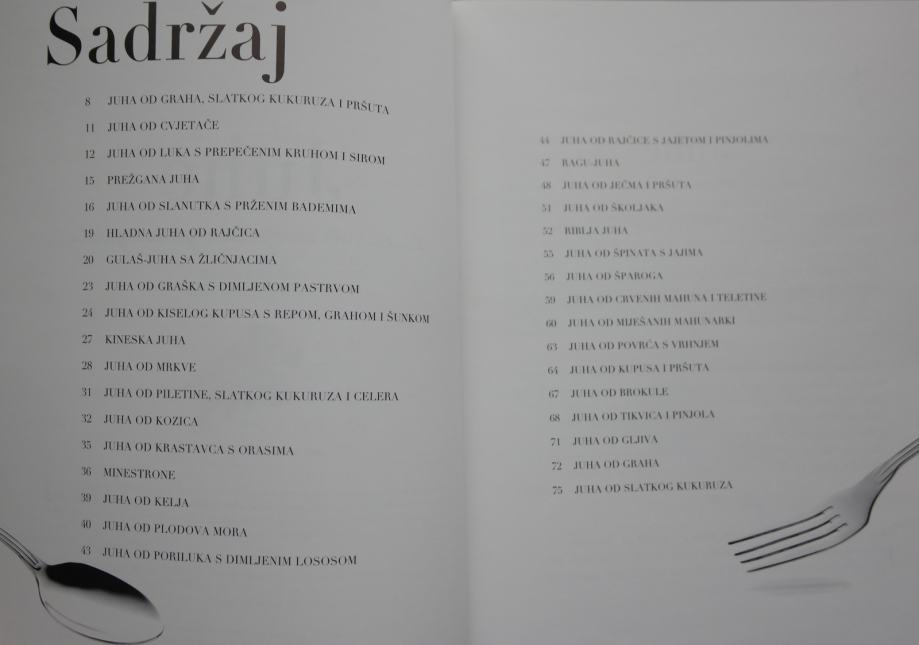 Sadržaj
8 JUHA OD GRAHA, SLATKOG KUKURUZA I PRŠUTA
11 JUHA OD CVJETAČE
12 JUHA OD LUKA S PREPEČENIM KRUHOM I SIROM
15 PREŽGANA JUHA
16 JUHA OD SLANUTKA S PRŽENIM BADEMIMA
19 HLADNA JUHA OD RAJČICA
20 GULAŠ-JUHA SA ŽLIČNJACIMA
23 JUHA OD GRAŠKA S DIMLJENOM PASTRVOM
24 JUHA OD KISELOG KUPUSA S REPOM, GRAHOM I ŠUNKOM
27 KINESKA JUHA
28 JUHA OD MRKVE
31 JUHA OD PILETINE, SLATKOG KUKURUZA I CELERA
32 JUHA OD KOZICA
35 JUHA OD KRASTAVCA S ORASIMA
36 MINESTRONE
39 JUHA OD KELJA
40 JUHA OD PLODOVA MORA
43 JUHA OD PORILUKA S DIMLJENIM LOSOSOM
44 JUHA OD RAJČICE S JAJETOM I PINJOLIMA
47 RAGU-JUHA
48 JUHA OD JEČMA I PRŠUTA
51 JUHA OD ŠKOLJAKA
52 RIBLJA JUHA
55 JUHA OD ŠPINATA S JAJIMA
56 JUHA OD ŠPAROGA
59 JUHA OD CRVENIH MAHUNA I TELETINE
60 JUHA OD MIJEŠANIH MAHUNARKI
63 JUHA OD POVRĆA S VRHNJEM
64 JUHA OD KUPUSA I PRŠUTA
67 JUHA OD BROKULE
68 JUHA OD TIKVICA I PINJOLA
71 JUHA OD GLJIVA
72 JUHA OD GRAHA
75 JUHA OD SLATKOG KUKURUZA